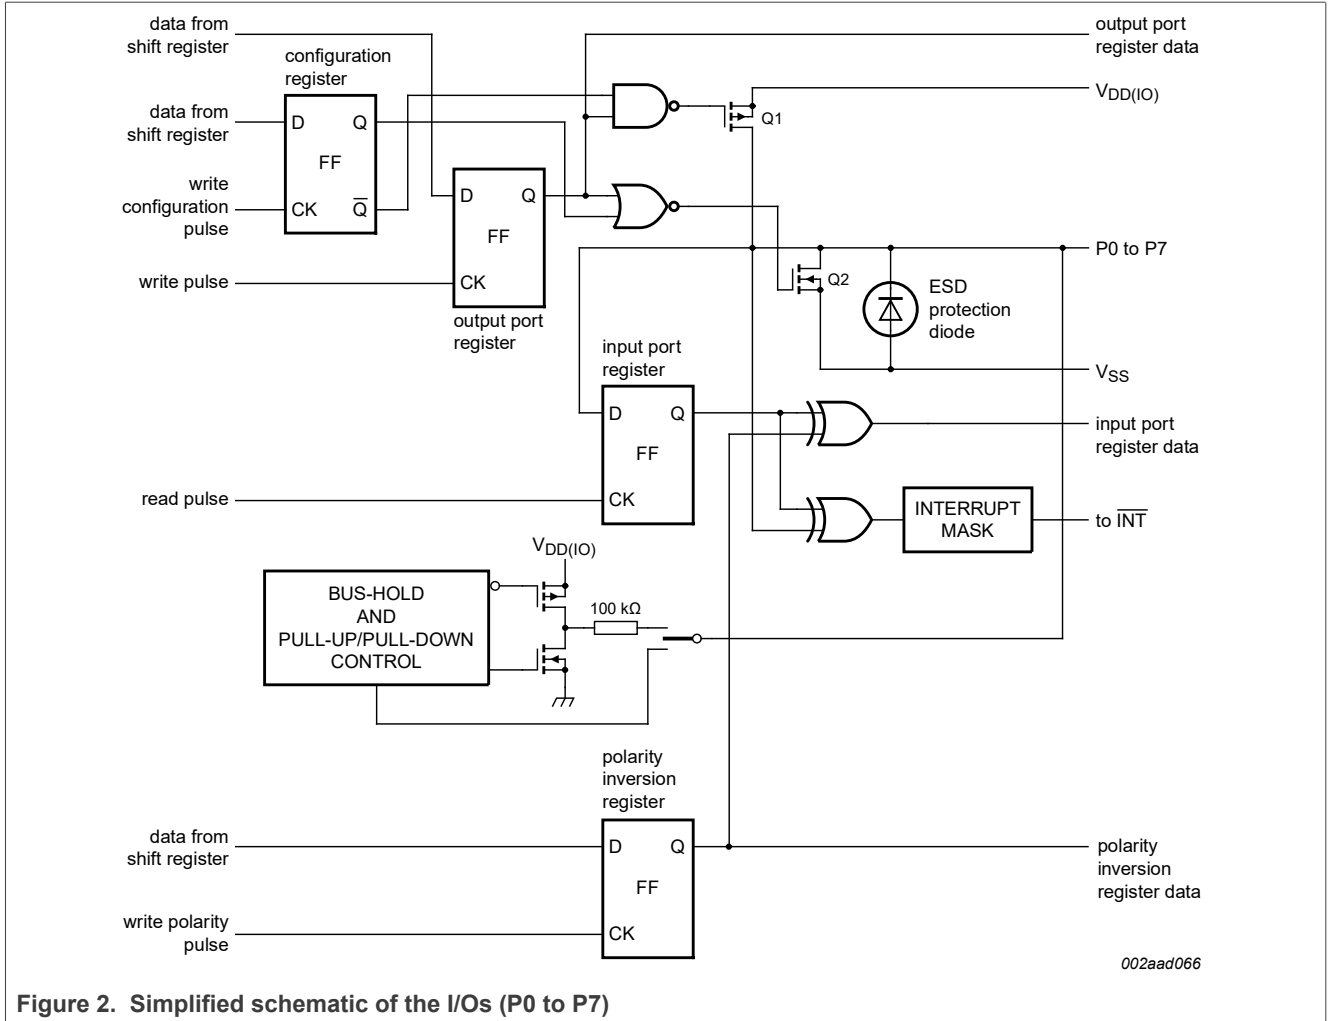 data from
shift register
output port
register data
configuration
register
VDD(IO)
data from
shift register
D
Q
FF
CK
Q̅
Q1
write
configuration
pulse
D
Q
FF
CK
P0 to P7
write pulse
output port
register
Q2
ESD
protection
diode
input port
register
VSS
D
Q
FF
CK
input port
register data
read pulse
INTERRUPT
MASK
to I̅N̅T̅
VDD(IO)
BUS-HOLD
AND
PULL-UP/PULL-DOWN
CONTROL
100 kΩ
polarity
inversion
register
data from
shift register
D
Q
FF
CK
polarity
inversion
register data
write polarity
pulse
002aad066
Figure 2. Simplified schematic of the I/Os (P0 to P7)